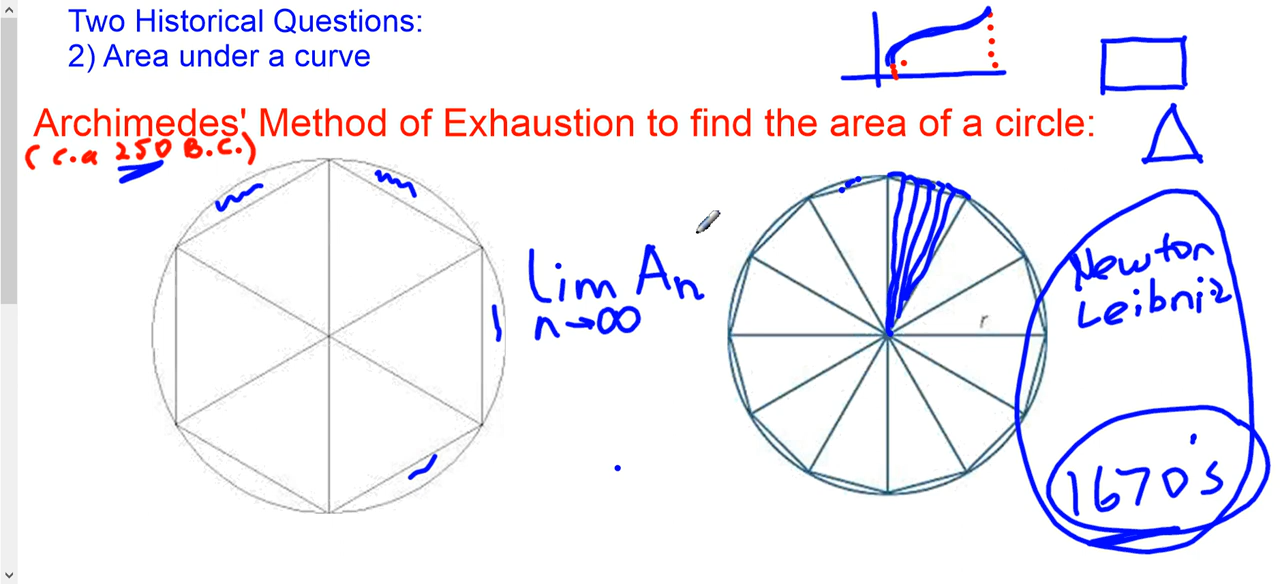 Two Historical Questions:
2) Area under a curve
Archimedes' Method of Exhaustion to find the area of a circle:
( c.a 250 B.C.)
lim An
n→∞
r
Newton
Leibniz
1670's